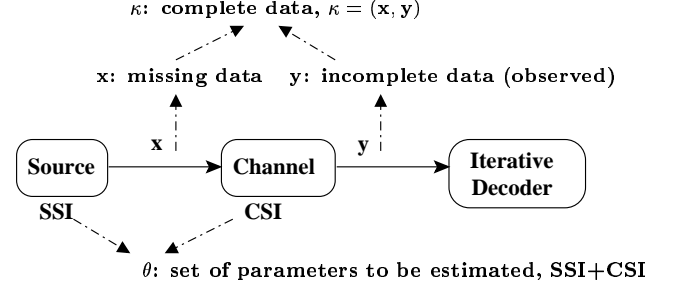 κ: complete data, κ = (x, y)
x: missing data y: incomplete data (observed)
x y
Source Channel Iterative
Decoder
SSI CSI
θ: set of parameters to be estimated, SSI+CSI